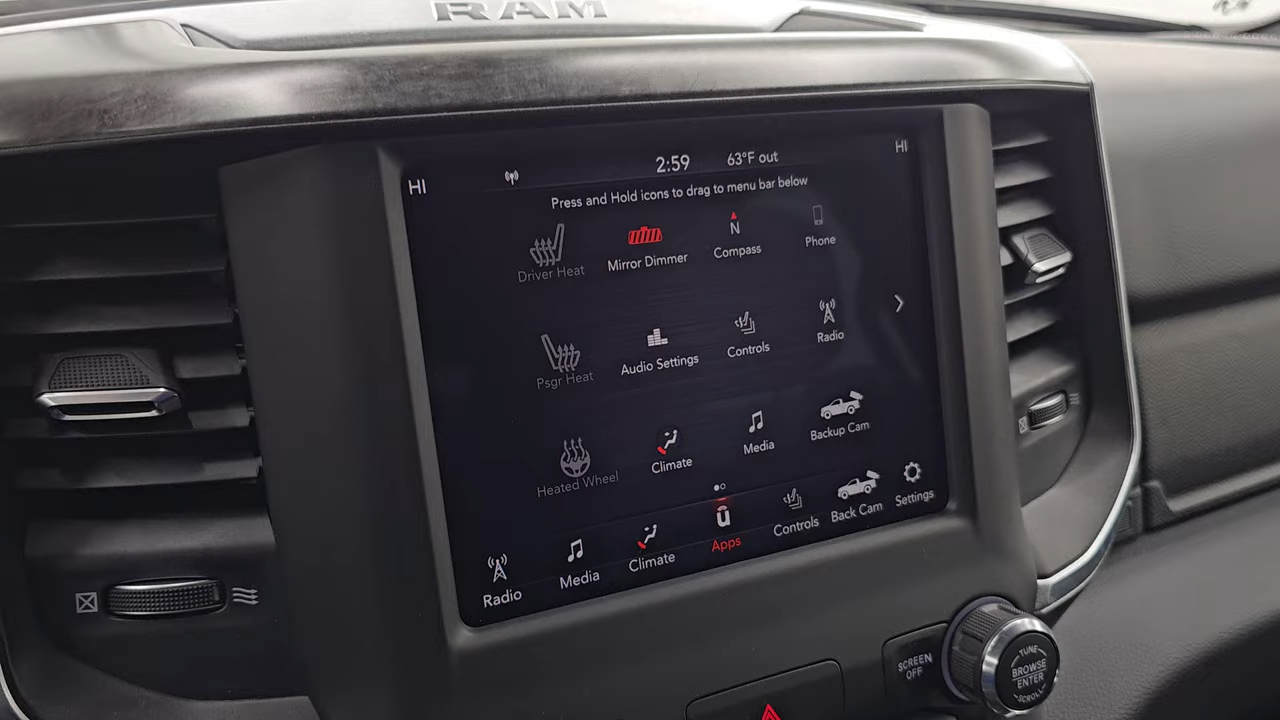 RAM
HI
2:59
63°F out
HI
Press and Hold icons to drag to menu bar below
Driver Heat
Mirror Dimmer
N
Compass
Phone
Psgr Heat
Audio Settings
Controls
Radio
Heated Wheel
Climate
Media
Backup Cam
Radio
Media
Climate
Apps
Controls
Back Cam
Settings
SCREEN
OFF
TUNE
BROWSE
ENTER
SCROLL